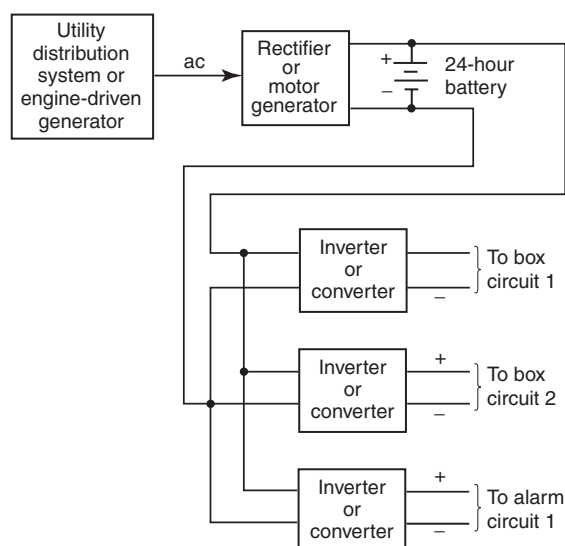 Utility
distribution
system or
engine-driven
generator
ac
Rectifier
or
motor
generator
+
−
24-hour
battery
Inverter
or
converter
−
To box
circuit 1
Inverter
or
converter
+
−
To box
circuit 2
Inverter
or
converter
+
−
To alarm
circuit 1